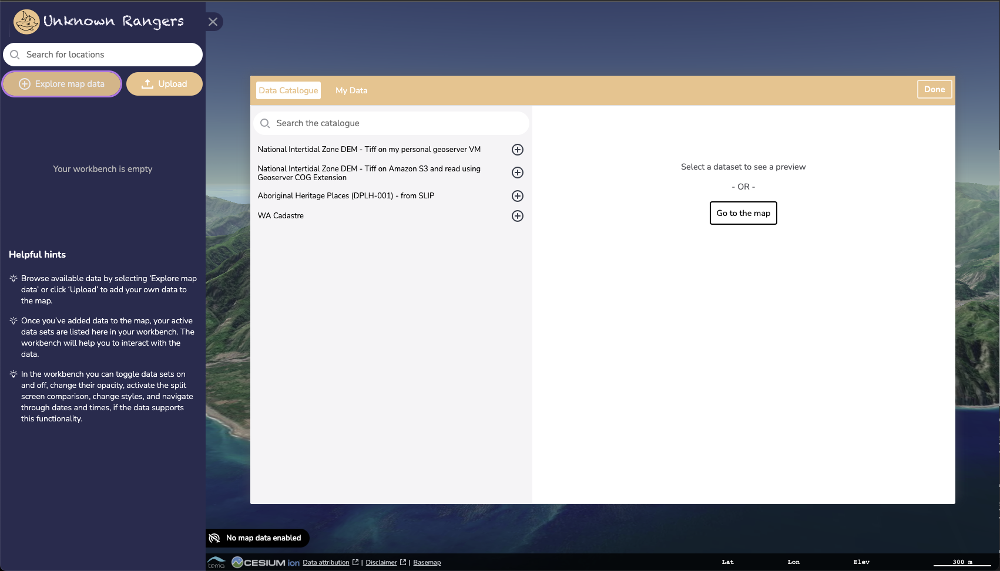 Unknown Rangers
Search for locations
Explore map data
Upload
Your workbench is empty
Helpful hints
Browse available data by selecting ‘Explore map
data’ or click ‘Upload’ to add your own data to
the map.
Once you’ve added data to the map, your active
data sets are listed here in your workbench. The
workbench will help you to interact with the
data.
In the workbench you can toggle data sets on
and off, change their opacity, activate the split
screen comparison, change styles, and navigate
through dates and times, if the data supports
this functionality.
Data Catalogue
My Data
Done
Search the catalogue
National Intertidal Zone DEM - Tiff on my personal geoserver VM
National Intertidal Zone DEM - Tiff on Amazon S3 and read using
Geoserver COG Extension
Aboriginal Heritage Places (DPLH-001) - from SLIP
WA Cadastre
Select a dataset to see a preview
- OR -
Go to the map
No map data enabled
terria
CESIUM ion
Data attribution | Disclaimer | Basemap
Lat
Lon
Elev
300 m